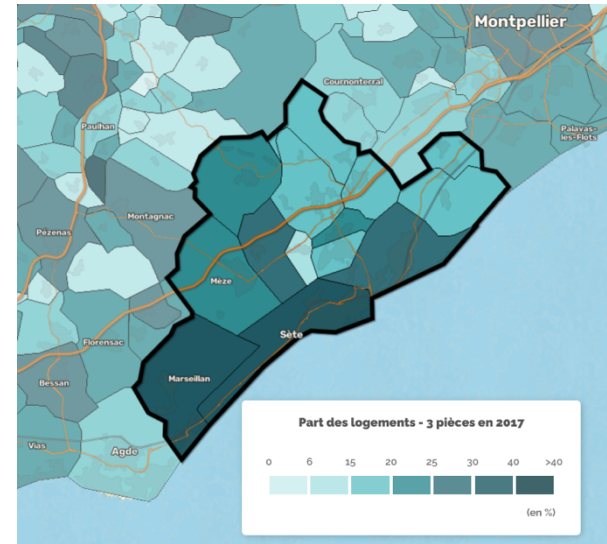 Montpellier
Cournonterral
Paulhan
Palavas-
les-Flots
Montagnac
Pézenas
Mèze
Sète
Florensac
Marseillan
Bessan
Vias
Agde
Part des logements - 3 pièces en 2017
0 6 15 20 25 30 40 >40
(en %)